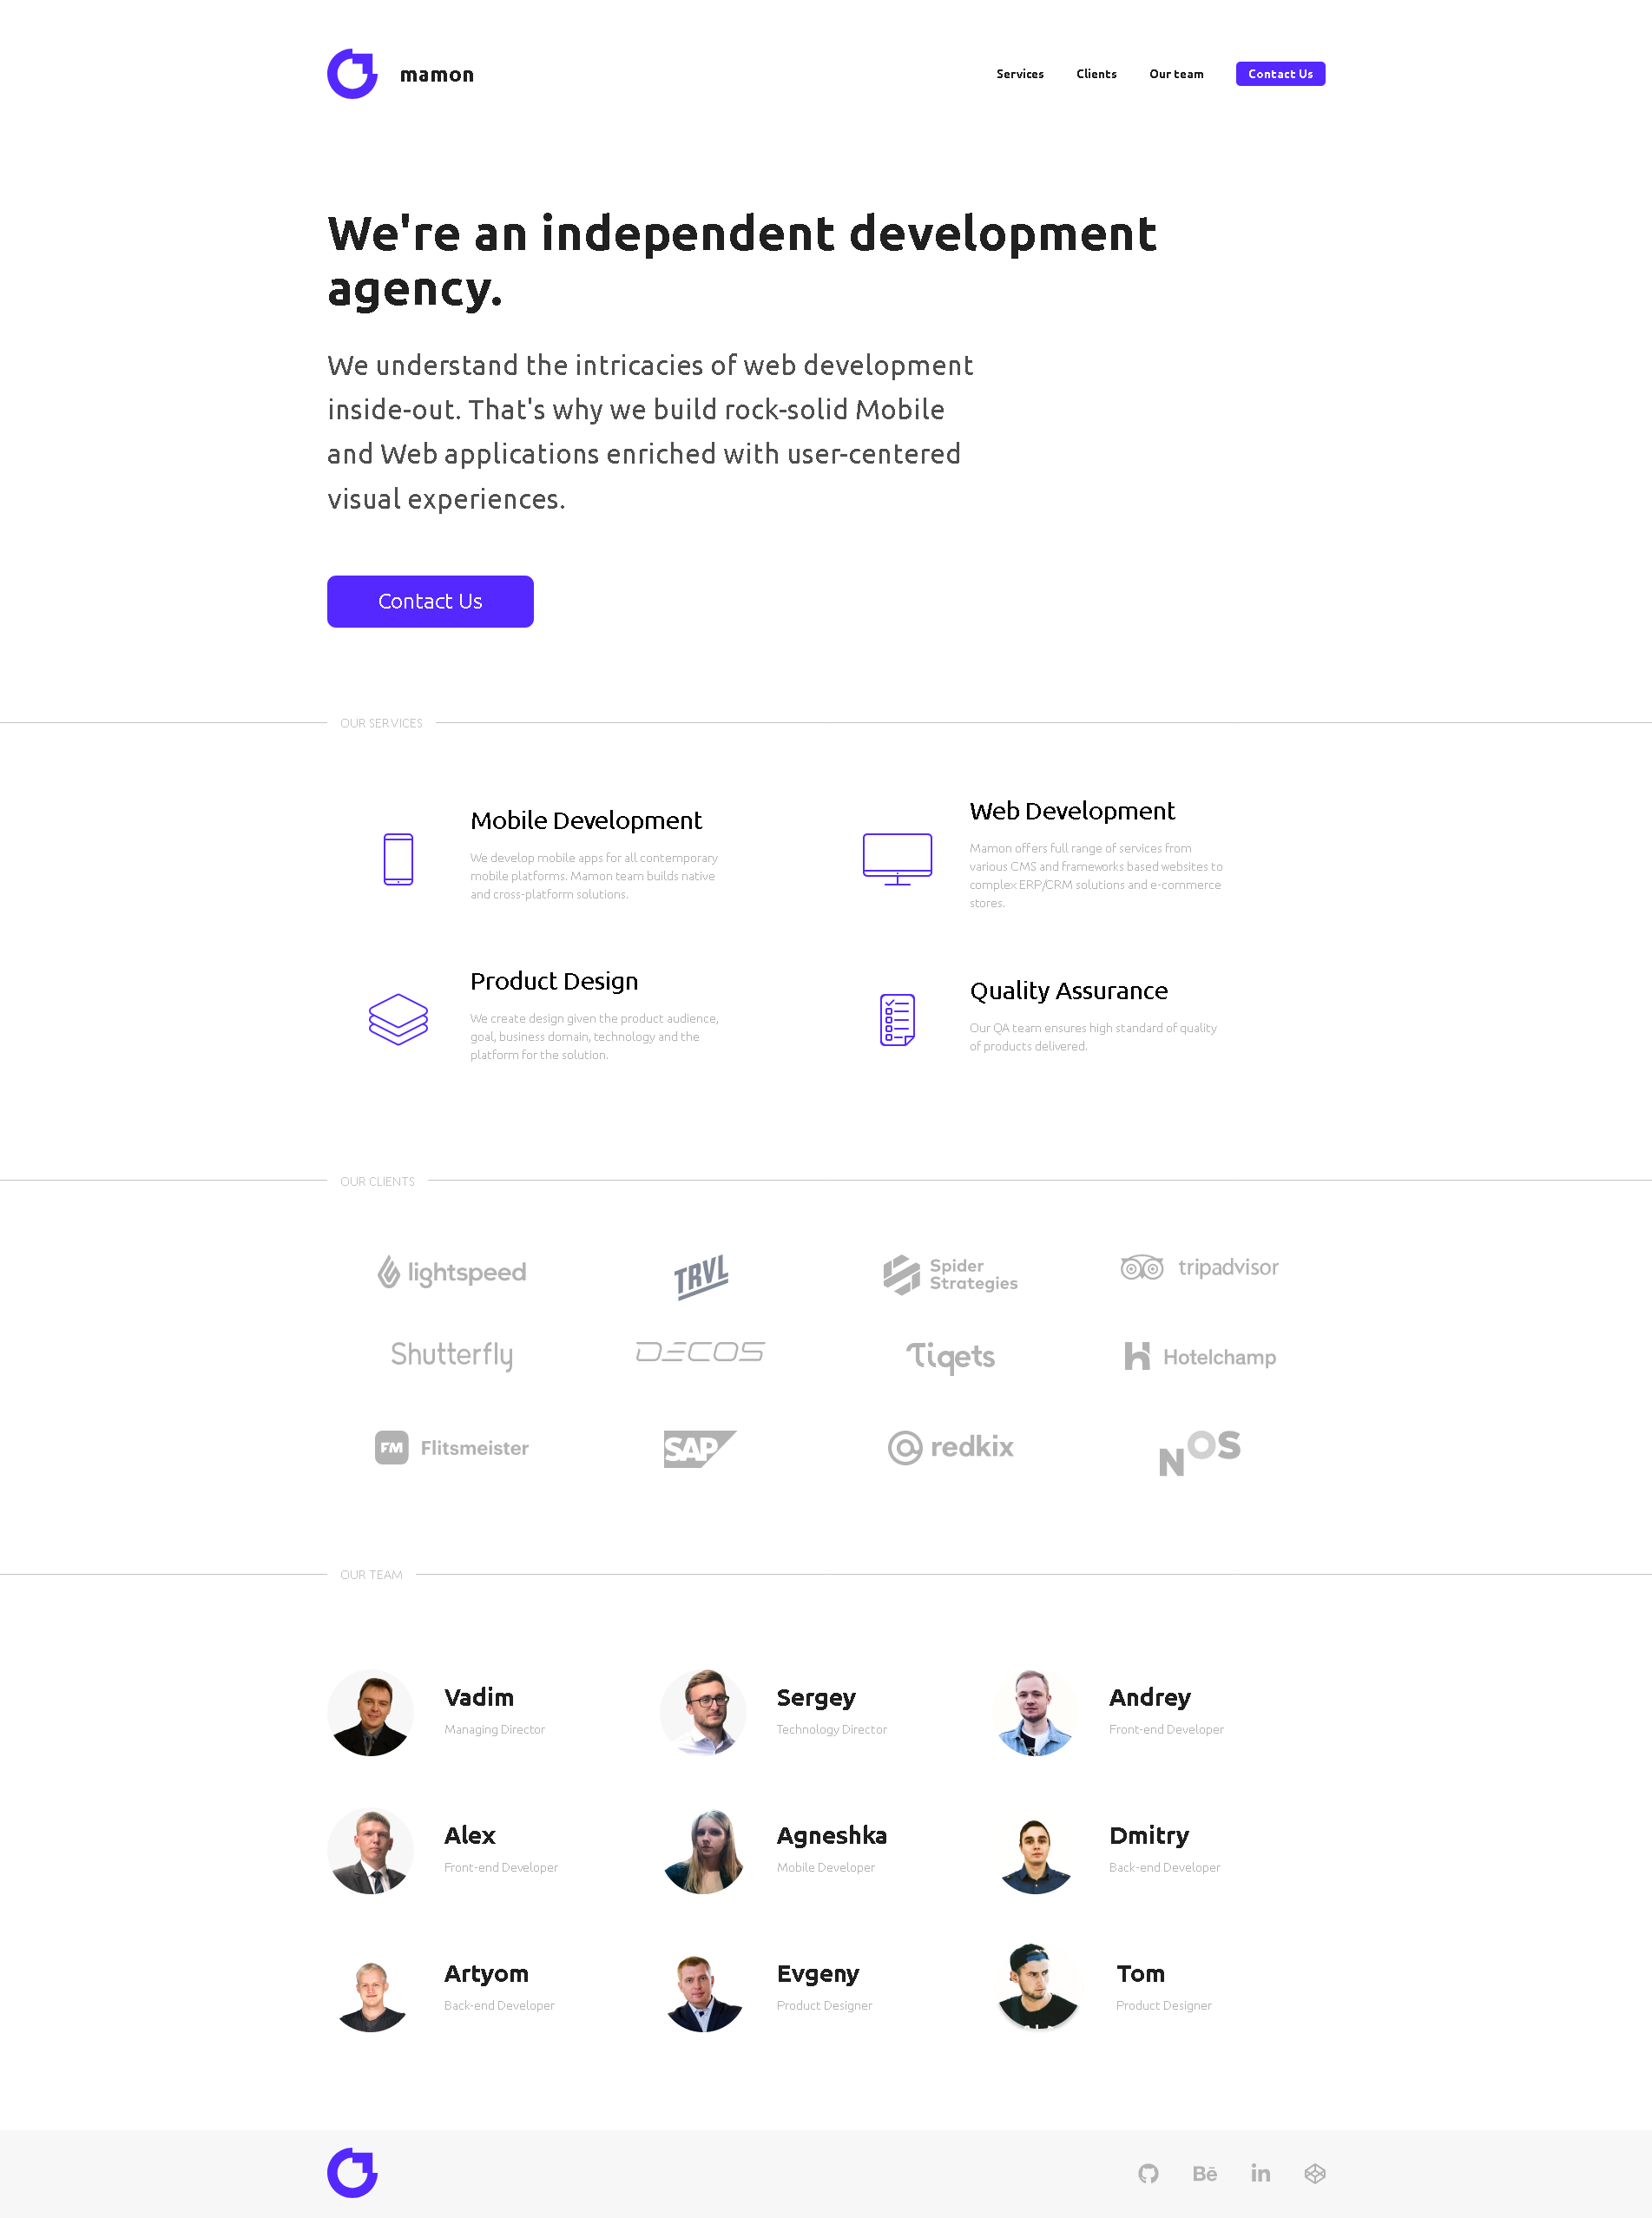 mamon
Services Clients Our team Contact Us
We're an independent development
agency.
We understand the intricacies of web development
inside-out. That's why we build rock-solid Mobile
and Web applications enriched with user-centered
visual experiences.
Contact Us
OUR SERVICES
Mobile Development
We develop mobile apps for all contemporary
mobile platforms. Mamon team builds native
and cross-platform solutions.
Web Development
Mamon offers full range of services from
various CMS and frameworks based websites to
complex ERP/CRM solutions and e-commerce
stores.
Product Design
We create design given the product audience,
goal, business domain, technology and the
platform for the solution.
Quality Assurance
Our QA team ensures high standard of quality
of products delivered.
OUR CLIENTS
lightspeed
TRVL
Spider
Strategies
tripadvisor
Shutterfly
DECOS
Tiqets
Hotelchamp
FM Flitsmeister
SAP
redkix
NOS
OUR TEAM
Vadim
Managing Director
Sergey
Technology Director
Andrey
Front-end Developer
Alex
Front-end Developer
Agneshka
Mobile Developer
Dmitry
Back-end Developer
Artyom
Back-end Developer
Evgeny
Product Designer
Tom
Product Designer
Bē
in